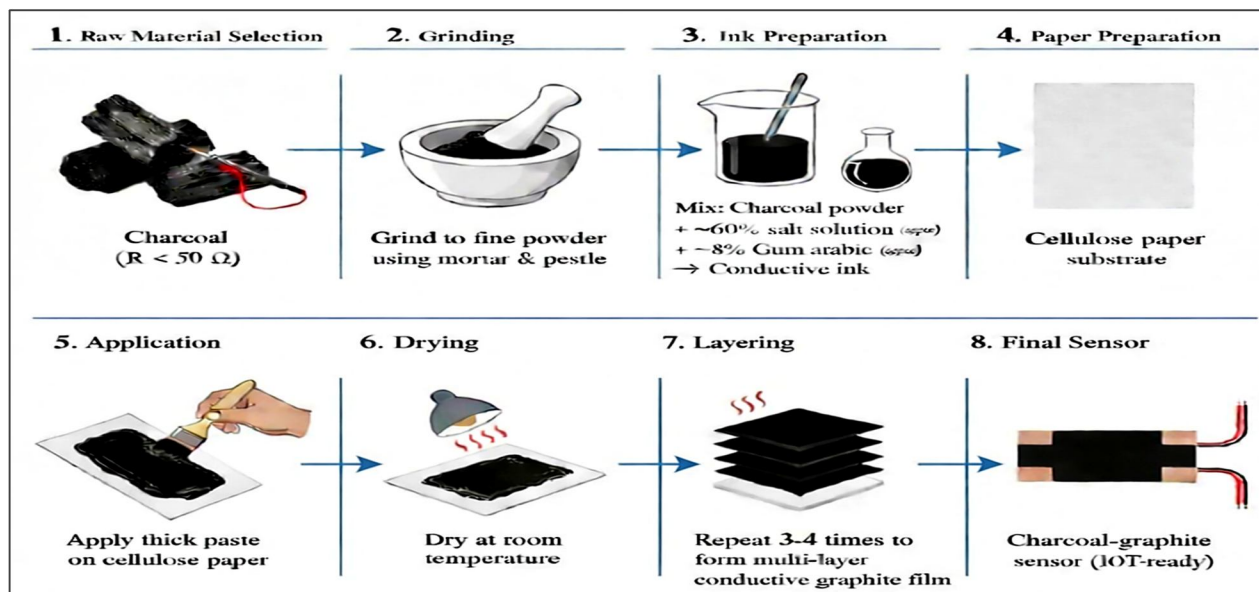 1. Raw Material Selection
2. Grinding
3. Ink Preparation
4. Paper Preparation
Charcoal
(R < 50 Ω)
Grind to fine powder
using mortar & pestle
Mix: Charcoal powder
+ ~60% salt solution
+ ~8% Gum arabic
→ Conductive ink
Cellulose paper
substrate
5. Application
6. Drying
7. Layering
8. Final Sensor
Apply thick paste
on cellulose paper
Dry at room
temperature
Repeat 3-4 times to
form multi-layer
conductive graphite film
Charcoal-graphite
sensor (IOT-ready)